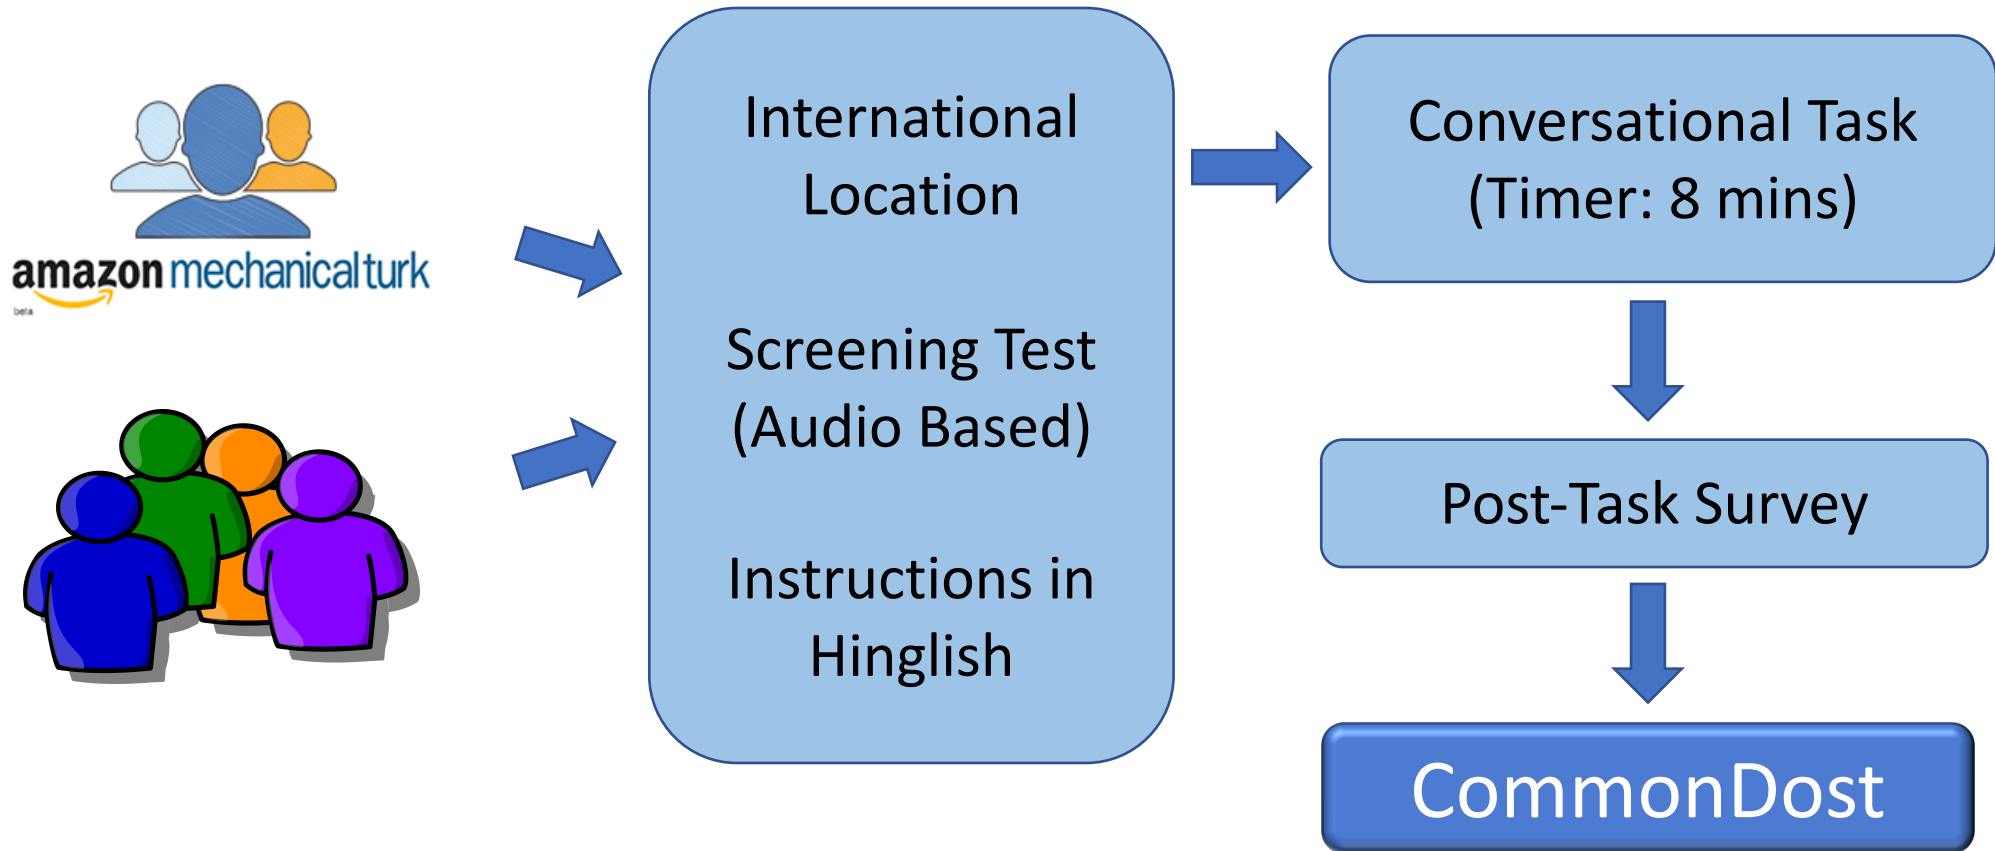 amazon mechanical turk
beta
International
Location
Screening Test
(Audio Based)
Instructions in
Hinglish
Conversational Task
(Timer: 8 mins)
Post-Task Survey
CommonDost